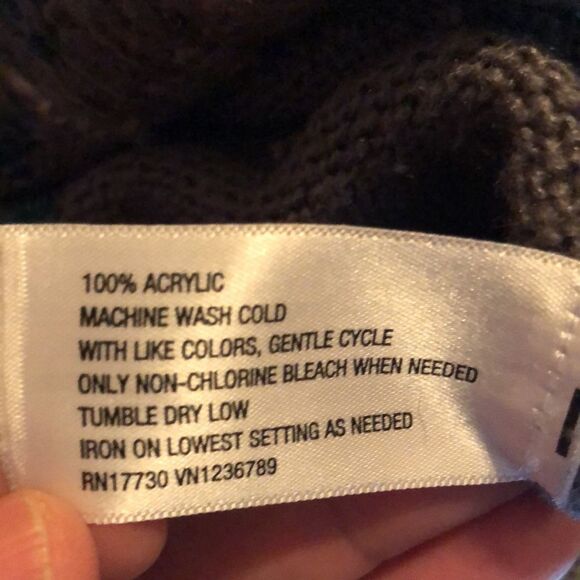 100% ACRYLIC
MACHINE WASH COLD
WITH LIKE COLORS, GENTLE CYCLE
ONLY NON-CHLORINE BLEACH WHEN NEEDED
TUMBLE DRY LOW
IRON ON LOWEST SETTING AS NEEDED
RN17730 VN1236789